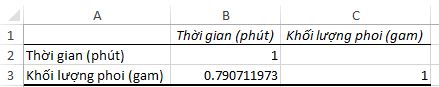 A B C
1 Thời gian (phút) Khối lượng phoi (gam)
2 Thời gian (phút) 1
3 Khối lượng phoi (gam) 0.790711973 1